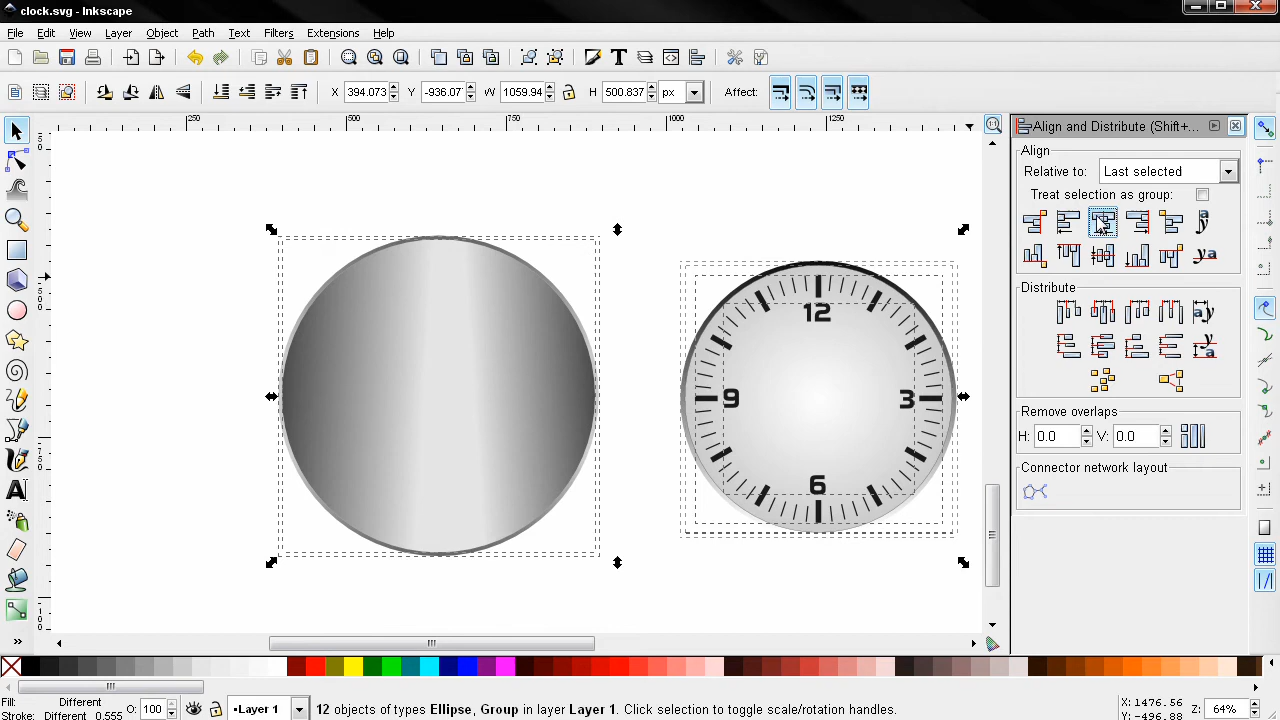 clock.svg - Inkscape
File Edit View Layer Object Path Text Filters Extensions Help
X 394.073 Y -936.07 W 1059.94 H 500.837 px Affect:
250 500 750 1000 1250
Align and Distribute (Shift+...
Align
Relative to: Last selected
Treat selection as group:
Distribute
Remove overlaps
H: 0.0 V: 0.0
Connector network layout
12
9 3
6
Fill: Different
Stroke: Different 0.555
O: 100
Layer 1
12 objects of types Ellipse, Group in layer Layer 1. Click selection to toggle scale/rotation handles.
X: 1476.56
Z: 64%